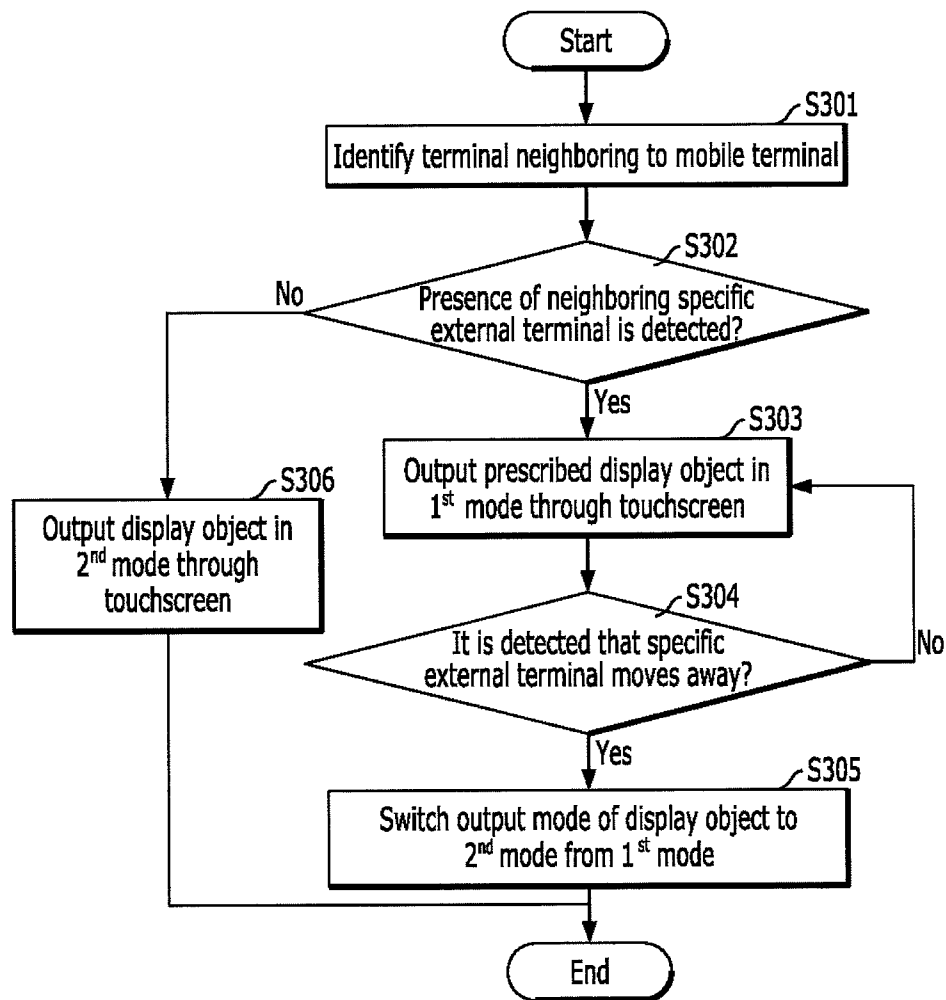 Start
S301
Identify terminal neighboring to mobile terminal
S302
Presence of neighboring specific
external terminal is detected?
No
Yes
S303
Output prescribed display object in
1st mode through touchscreen
S306
Output display object in
2nd mode through
touchscreen
S304
It is detected that specific
external terminal moves away?
No
Yes
S305
Switch output mode of display object to
2nd mode from 1st mode
End